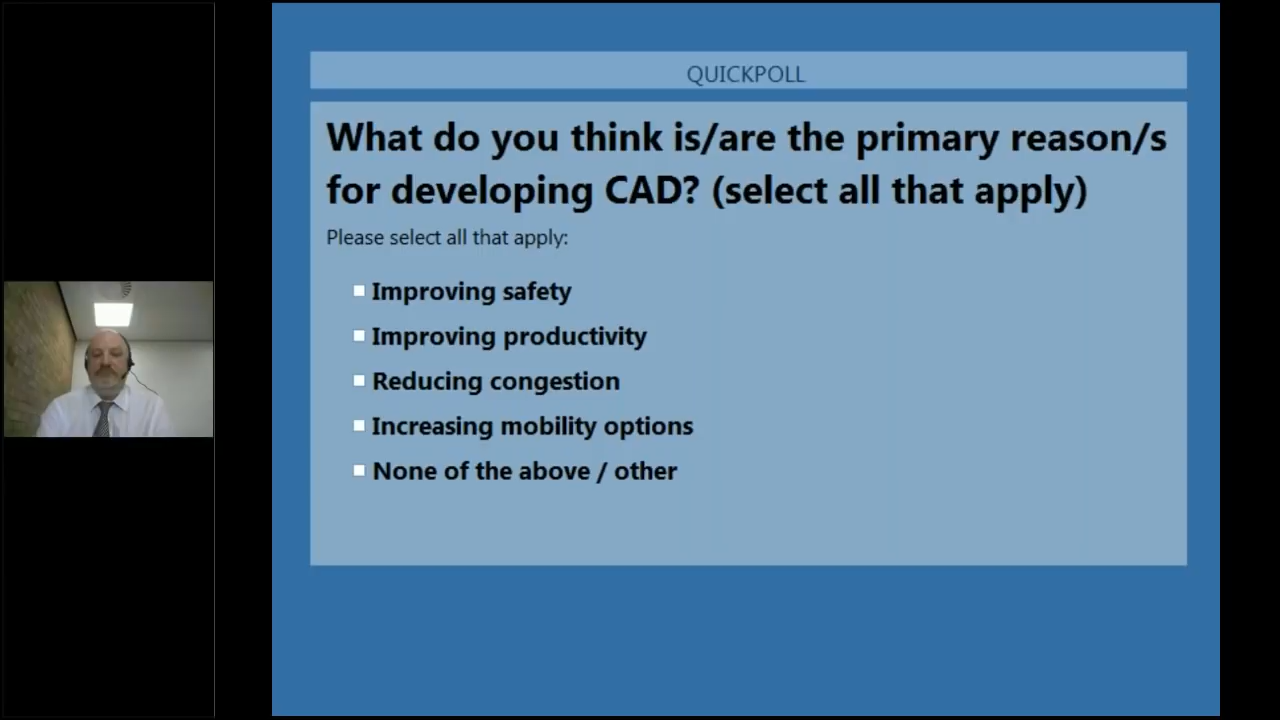 QUICKPOLL
What do you think is/are the primary reason/s
for developing CAD? (select all that apply)
Please select all that apply:
Improving safety
Improving productivity
Reducing congestion
Increasing mobility options
None of the above / other